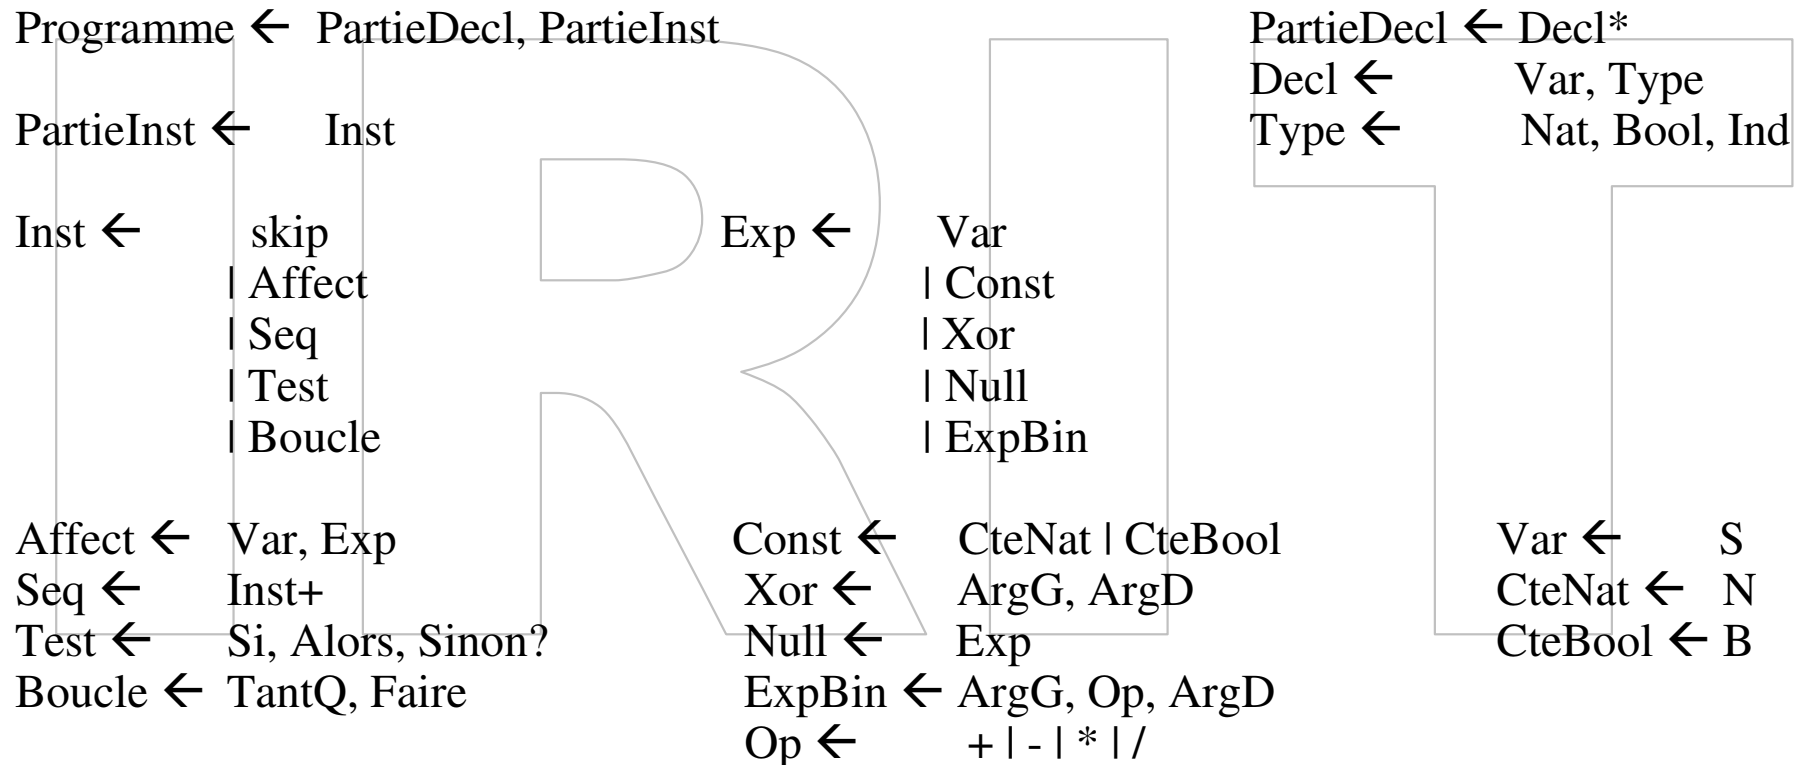 Programme ← PartieDecl, PartieInst
PartieDecl ← Decl*
Decl ← Var, Type
PartieInst ← Inst
Type ← Nat, Bool, Ind
Inst ← skip
| Affect
| Seq
| Test
| Boucle
Exp ← Var
| Const
| Xor
| Null
| ExpBin
Affect ← Var, Exp
Seq ← Inst+
Test ← Si, Alors, Sinon?
Boucle ← TantQ, Faire
Const ← CteNat | CteBool
Xor ← ArgG, ArgD
Null ← Exp
ExpBin ← ArgG, Op, ArgD
Op ← + | - | * | /
Var ← S
CteNat ← N
CteBool ← B
IRIT